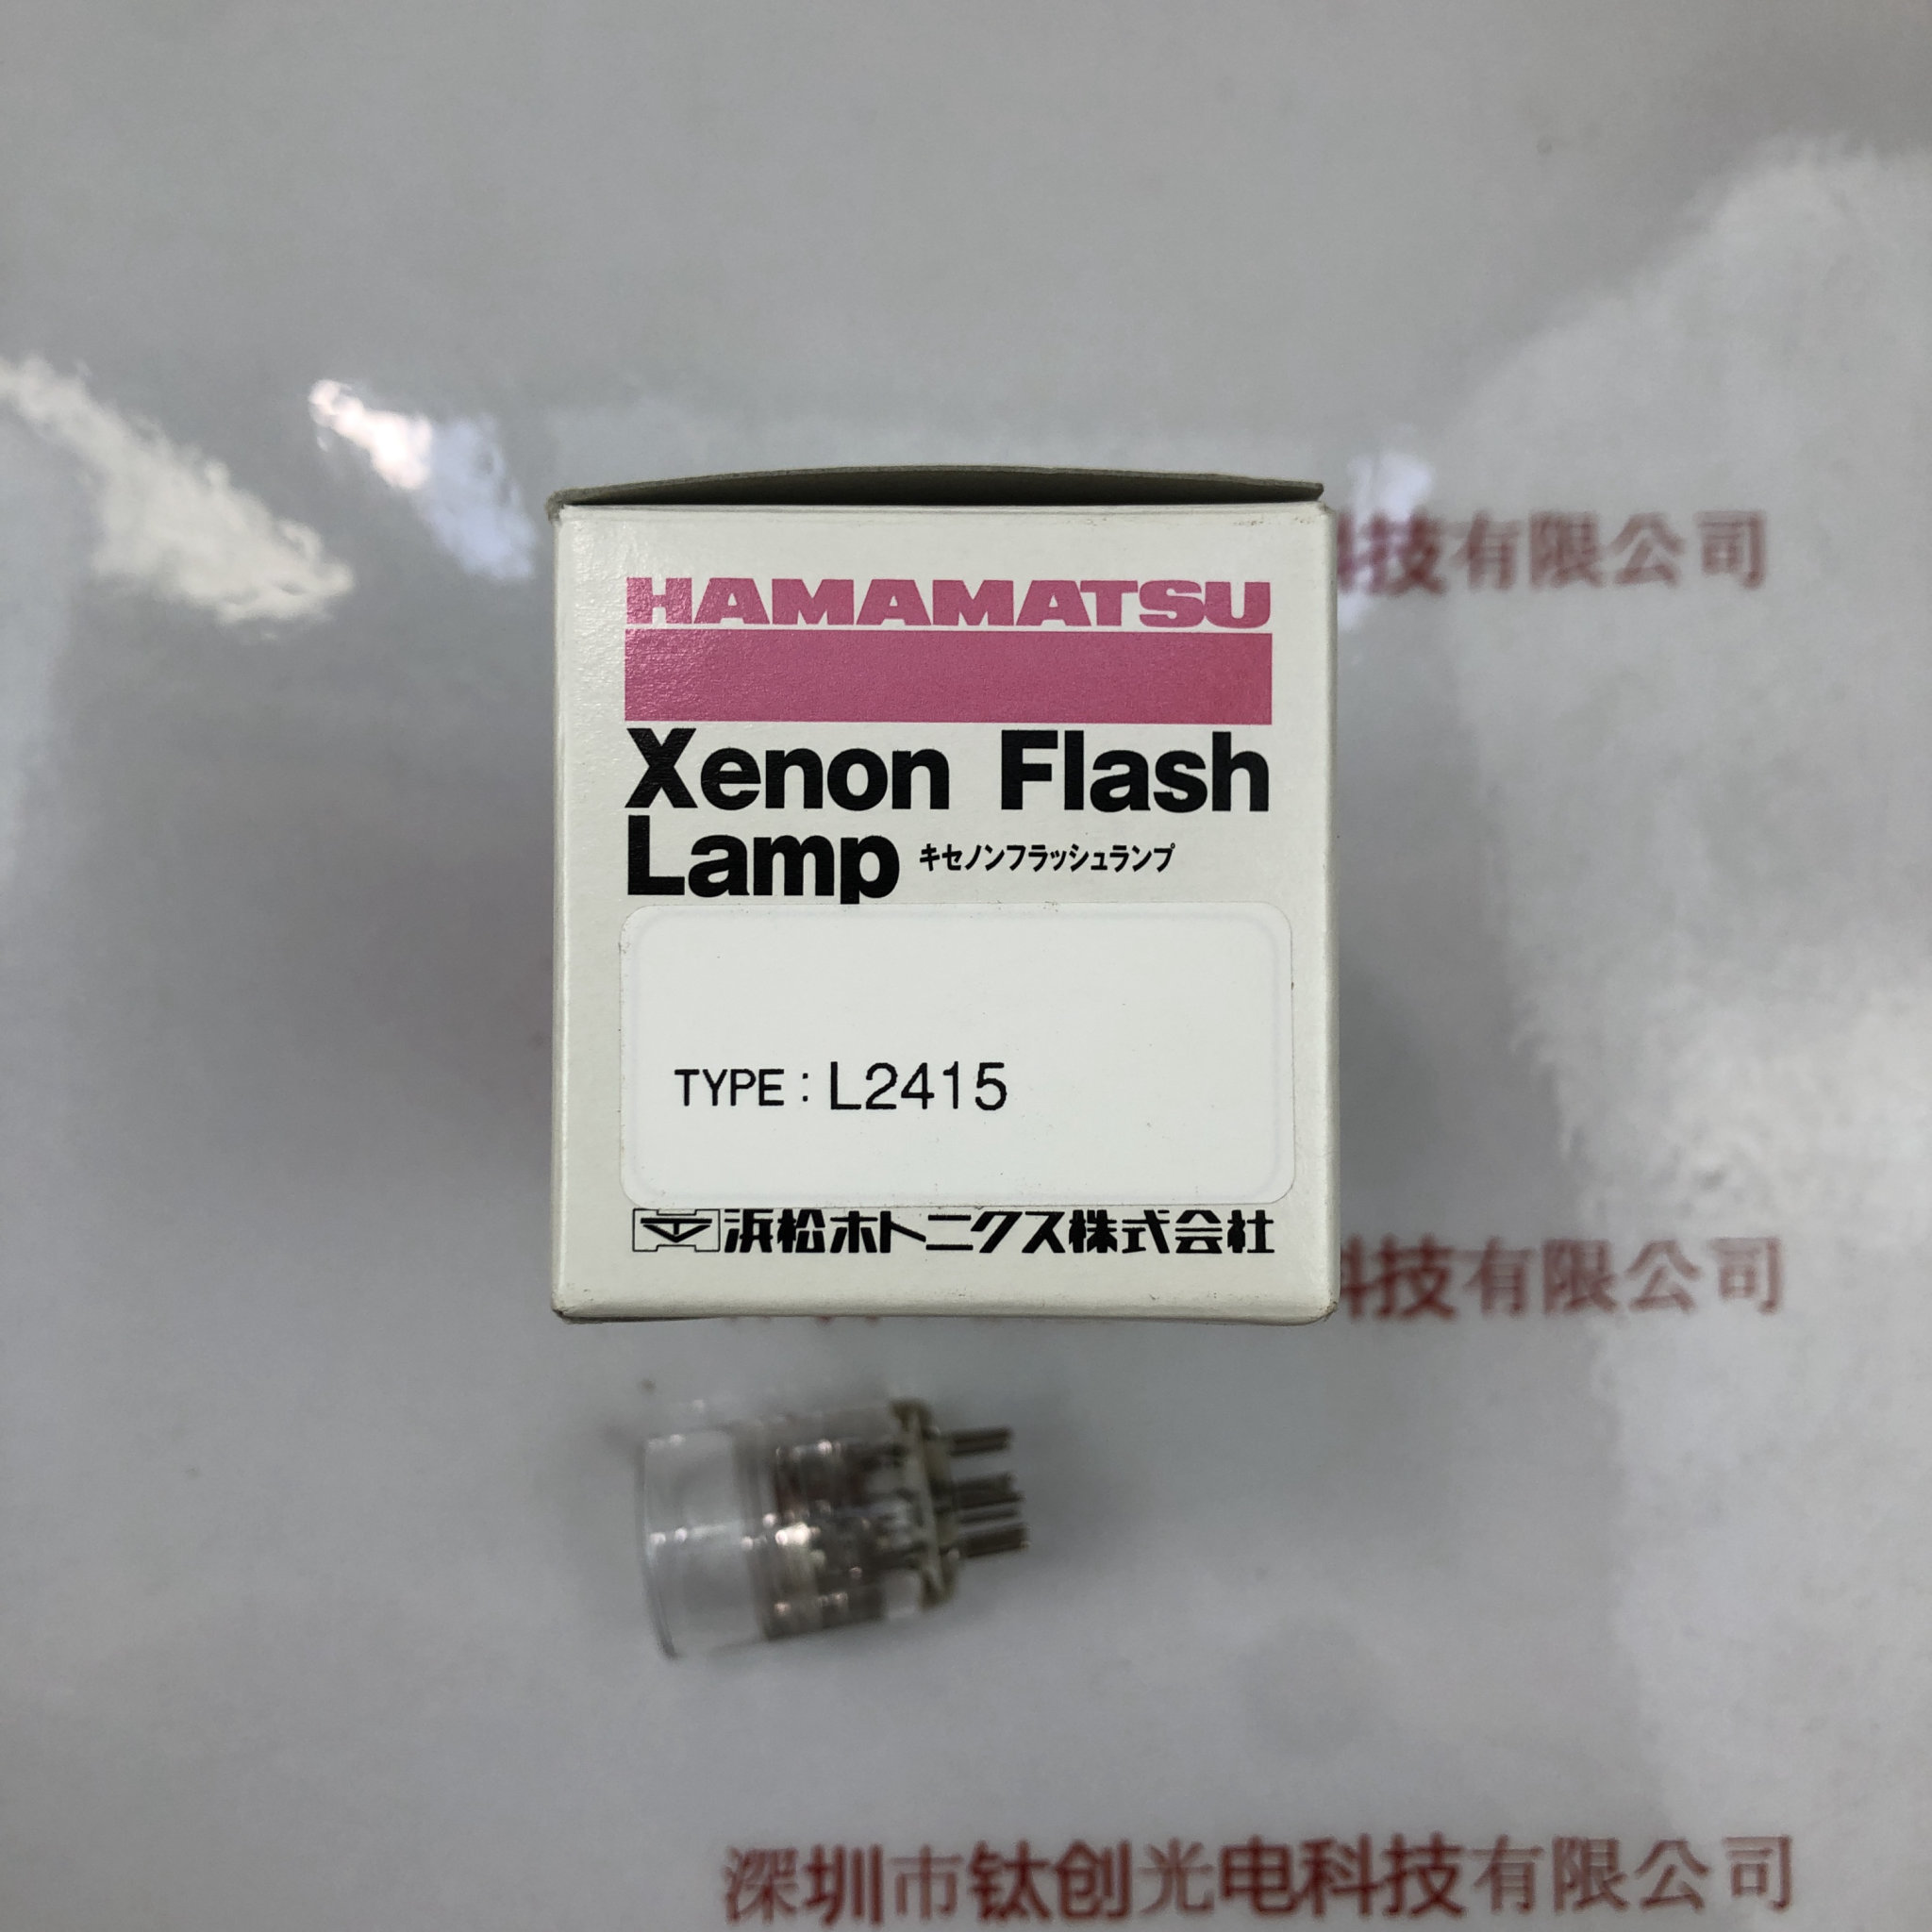 科技有限公司
HAMAMATSU
Xenon Flash
Lamp キセノンフラッシュランプ
TYPE : L2415
浜松ホトニクス株式会社
科技有限公司
深圳市钛创光电科技有限公司